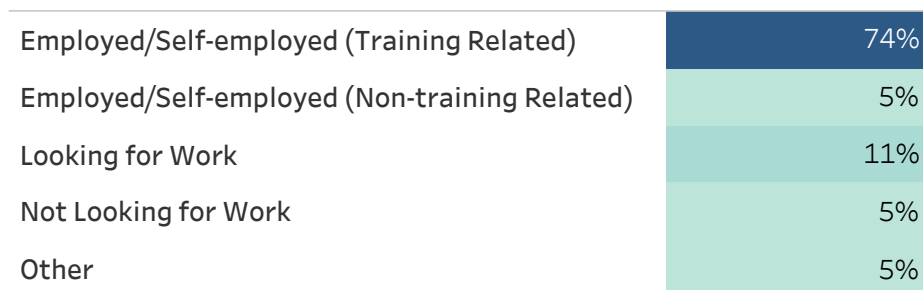 Employed/Self-employed (Training Related) 74%
Employed/Self-employed (Non-training Related) 5%
Looking for Work 11%
Not Looking for Work 5%
Other 5%